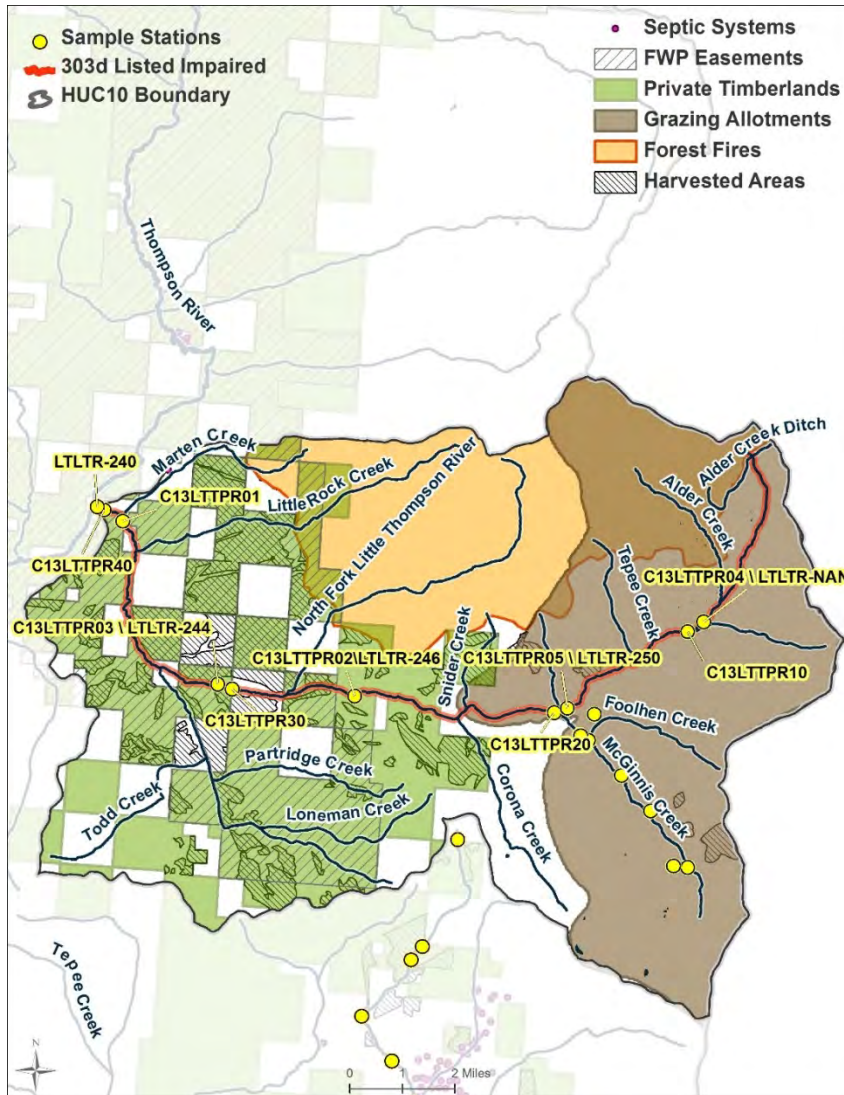 Sample Stations
303d Listed Impaired
HUC10 Boundary
Septic Systems
FWP Easements
Private Timberlands
Grazing Allotments
Forest Fires
Harvested Areas
Thompson River
Marten Creek
LTLTR-240
C13LTTPR01
Little Rock Creek
North Fork Little Thompson River
Alder Creek Ditch
Alder Creek
Tepee Creek
C13LTTPR40
C13LTTPR04 \ LTLTR-NAN
C13LTTPR03 \ LTLTR-244
C13LTTPR02\LTLTR-246
Snider Creek
C13LTTPR05 \ LTLTR-250
C13LTTPR10
C13LTTPR30
C13LTTPR20
Foolhen Creek
Partridge Creek
McGinnis Creek
Todd Creek
Loneman Creek
Corona Creek
Tepee Creek
N
0 1 2 Miles